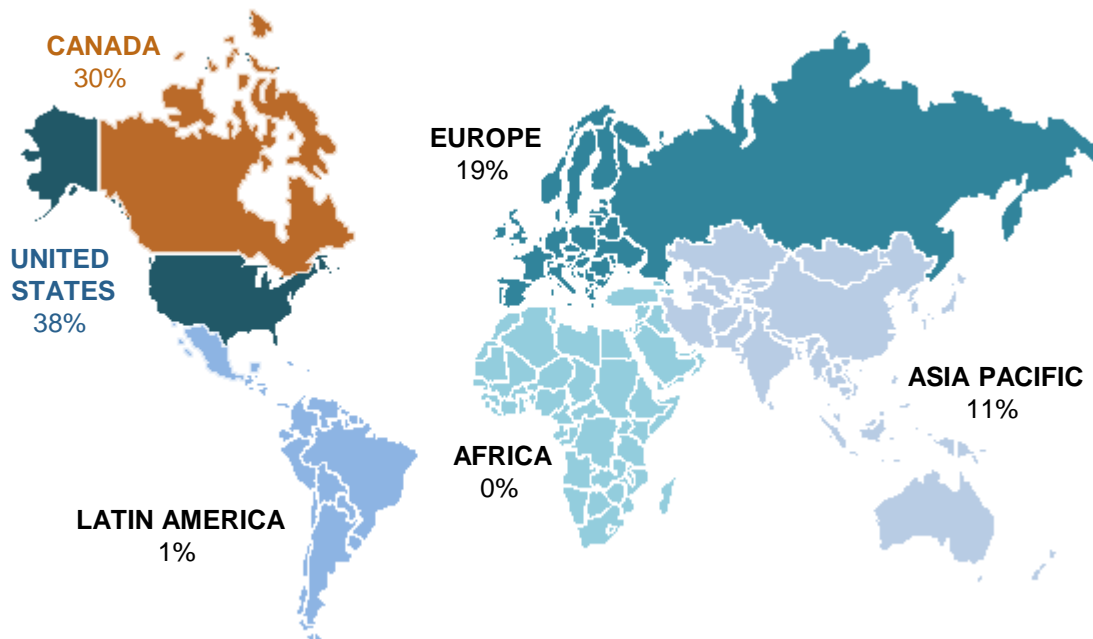 CANADA
30%
EUROPE
19%
UNITED
STATES
38%
ASIA PACIFIC
11%
AFRICA
0%
LATIN AMERICA
1%